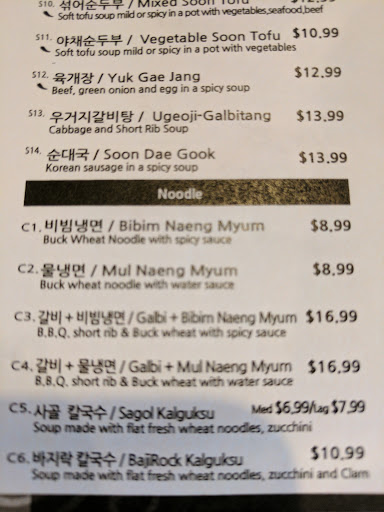 S10. 섞어순두부 / Mixed Soon Tofu
Soft tofu soup mild or spicy in a pot with vegetables,seafood,beef
S11. 야채순두부 / Vegetable Soon Tofu $10.99
Soft tofu soup mild or spicy in a pot with vegetables
S12. 육개장 / Yuk Gae Jang $12.99
Beef, green onion and egg in a spicy soup
S13. 우거지갈비탕 / Ugeoji-Galbitang $13.99
Cabbage and Short Rib Soup
S14. 순대국 / Soon Dae Gook $13.99
Korean sausage in a spicy soup
Noodle
C1. 비빔냉면 / Bibim Naeng Myum $8.99
Buck Wheat Noodle with spicy sauce
C2. 물냉면 / Mul Naeng Myum $8.99
Buck wheat noodle with water sauce
C3. 갈비 + 비빔냉면 / Galbi + Bibim Naeng Myum $16.99
B.B.Q. short rib & Buck wheat with spicy sauce
C4. 갈비 + 물냉면 / Galbi + Mul Naeng Myum $16.99
B.B.Q. short rib & Buck wheat with water sauce
C5. 사골 칼국수 / Sagol Kalguksu Med $6.99/Lag $7.99
Soup made with flat fresh wheat noodles, zucchini
C6. 바지락 칼국수 / BajiRock Kalguksu $10.99
Soup made with flat fresh wheat noodles, zucchini and Clam